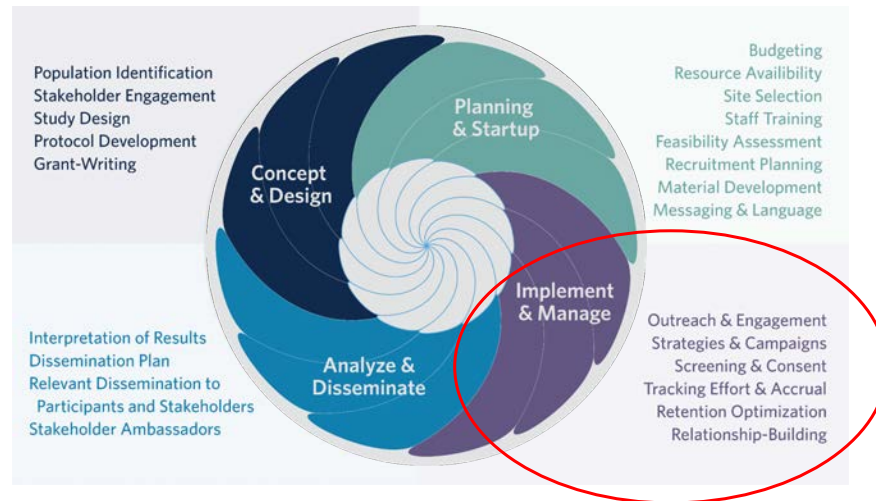 Population Identification
Stakeholder Engagement
Study Design
Protocol Development
Grant-Writing
Concept
& Design
Planning
& Startup
Budgeting
Resource Availibility
Site Selection
Staff Training
Feasibility Assessment
Recruitment Planning
Material Development
Messaging & Language
Interpretation of Results
Dissemination Plan
Relevant Dissemination to
Participants and Stakeholders
Stakeholder Ambassadors
Analyze &
Disseminate
Implement
& Manage
Outreach & Engagement
Strategies & Campaigns
Screening & Consent
Tracking Effort & Accrual
Retention Optimization
Relationship-Building